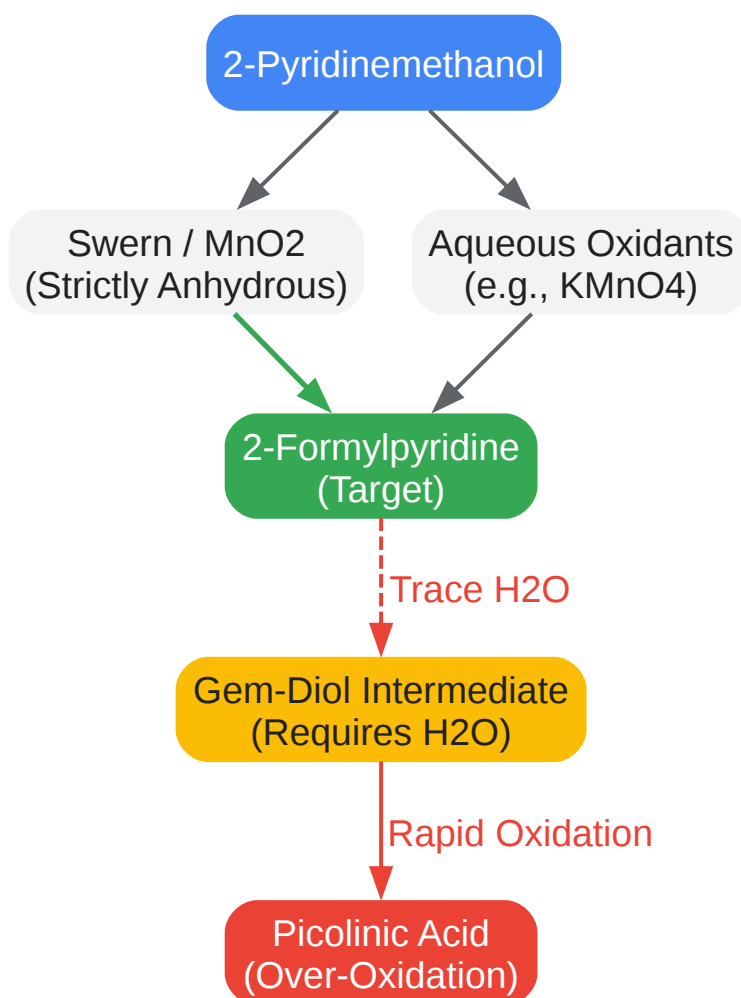 2-Pyridinemethanol
Swern / MnO2
(Strictly Anhydrous)
Aqueous Oxidants
(e.g., KMnO4)
2-Formylpyridine
(Target)
Trace H2O
Gem-Diol Intermediate
(Requires H2O)
Rapid Oxidation
Picolinic Acid
(Over-Oxidation)